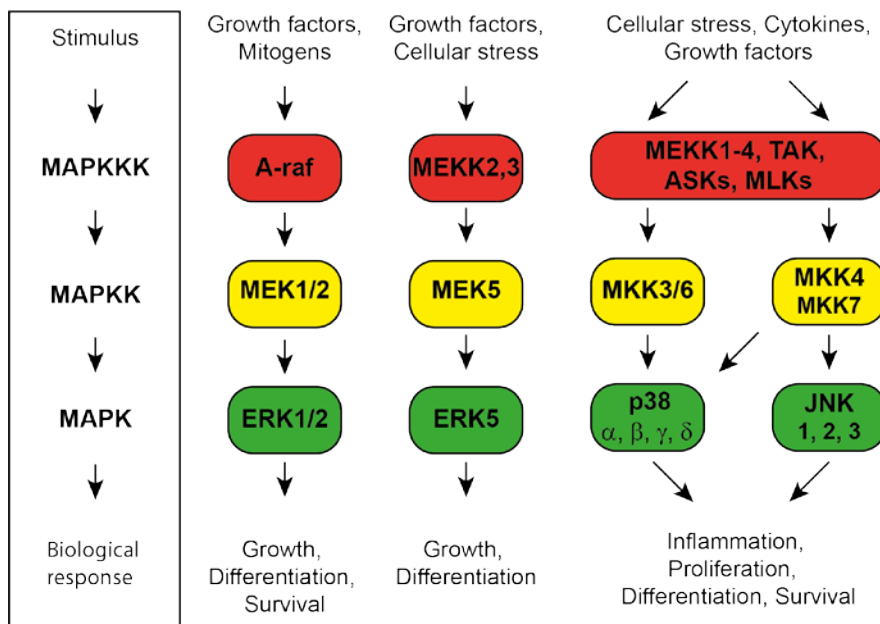 Stimulus
MAPKKK
MAPKK
MAPK
Biological
response
Growth factors,
Mitogens
A-raf
MEK1/2
ERK1/2
Growth,
Differentiation,
Survival
Growth factors,
Cellular stress
MEKK2,3
MEK5
ERK5
Growth,
Differentiation
Cellular stress, Cytokines,
Growth factors
MEKK1-4, TAK,
ASKs, MLKs
MKK3/6
MKK4
MKK7
p38
α, β, γ, δ
JNK
1, 2, 3
Inflammation,
Proliferation,
Differentiation, Survival